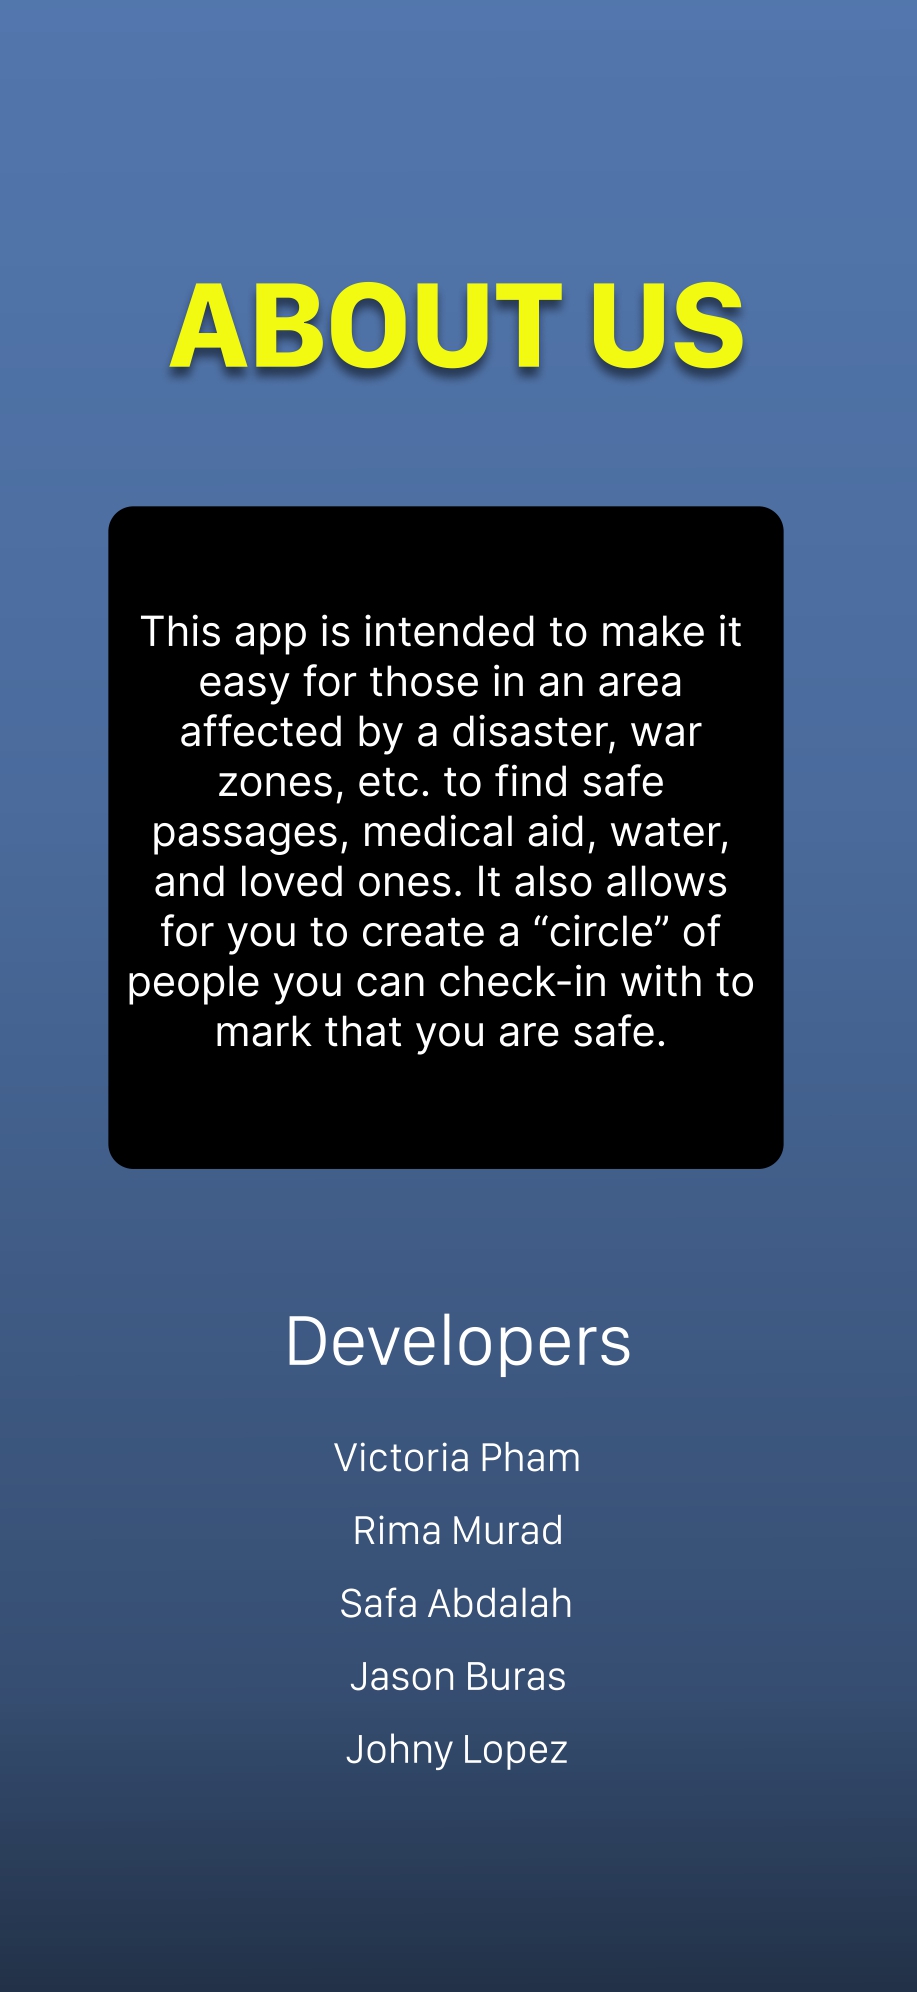 ABOUT US
This app is intended to make it
easy for those in an area
affected by a disaster, war
zones, etc. to find safe
passages, medical aid, water,
and loved ones. It also allows
for you to create a “circle” of
people you can check-in with to
mark that you are safe.
Developers
Victoria Pham
Rima Murad
Safa Abdalah
Jason Buras
Johny Lopez